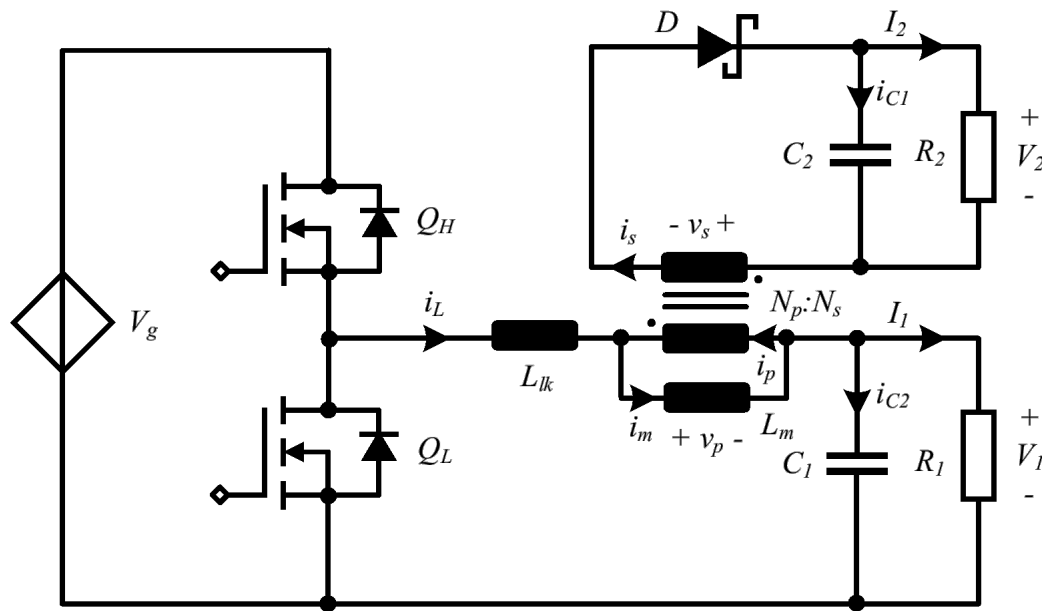 D
I2
iC1
C2
R2
+
V2
-
QH
is
- vs +
Vg
iL
Np:Ns
I1
Llk
ip
iC2
im
+ vp -
Lm
QL
C1
R1
+
V1
-